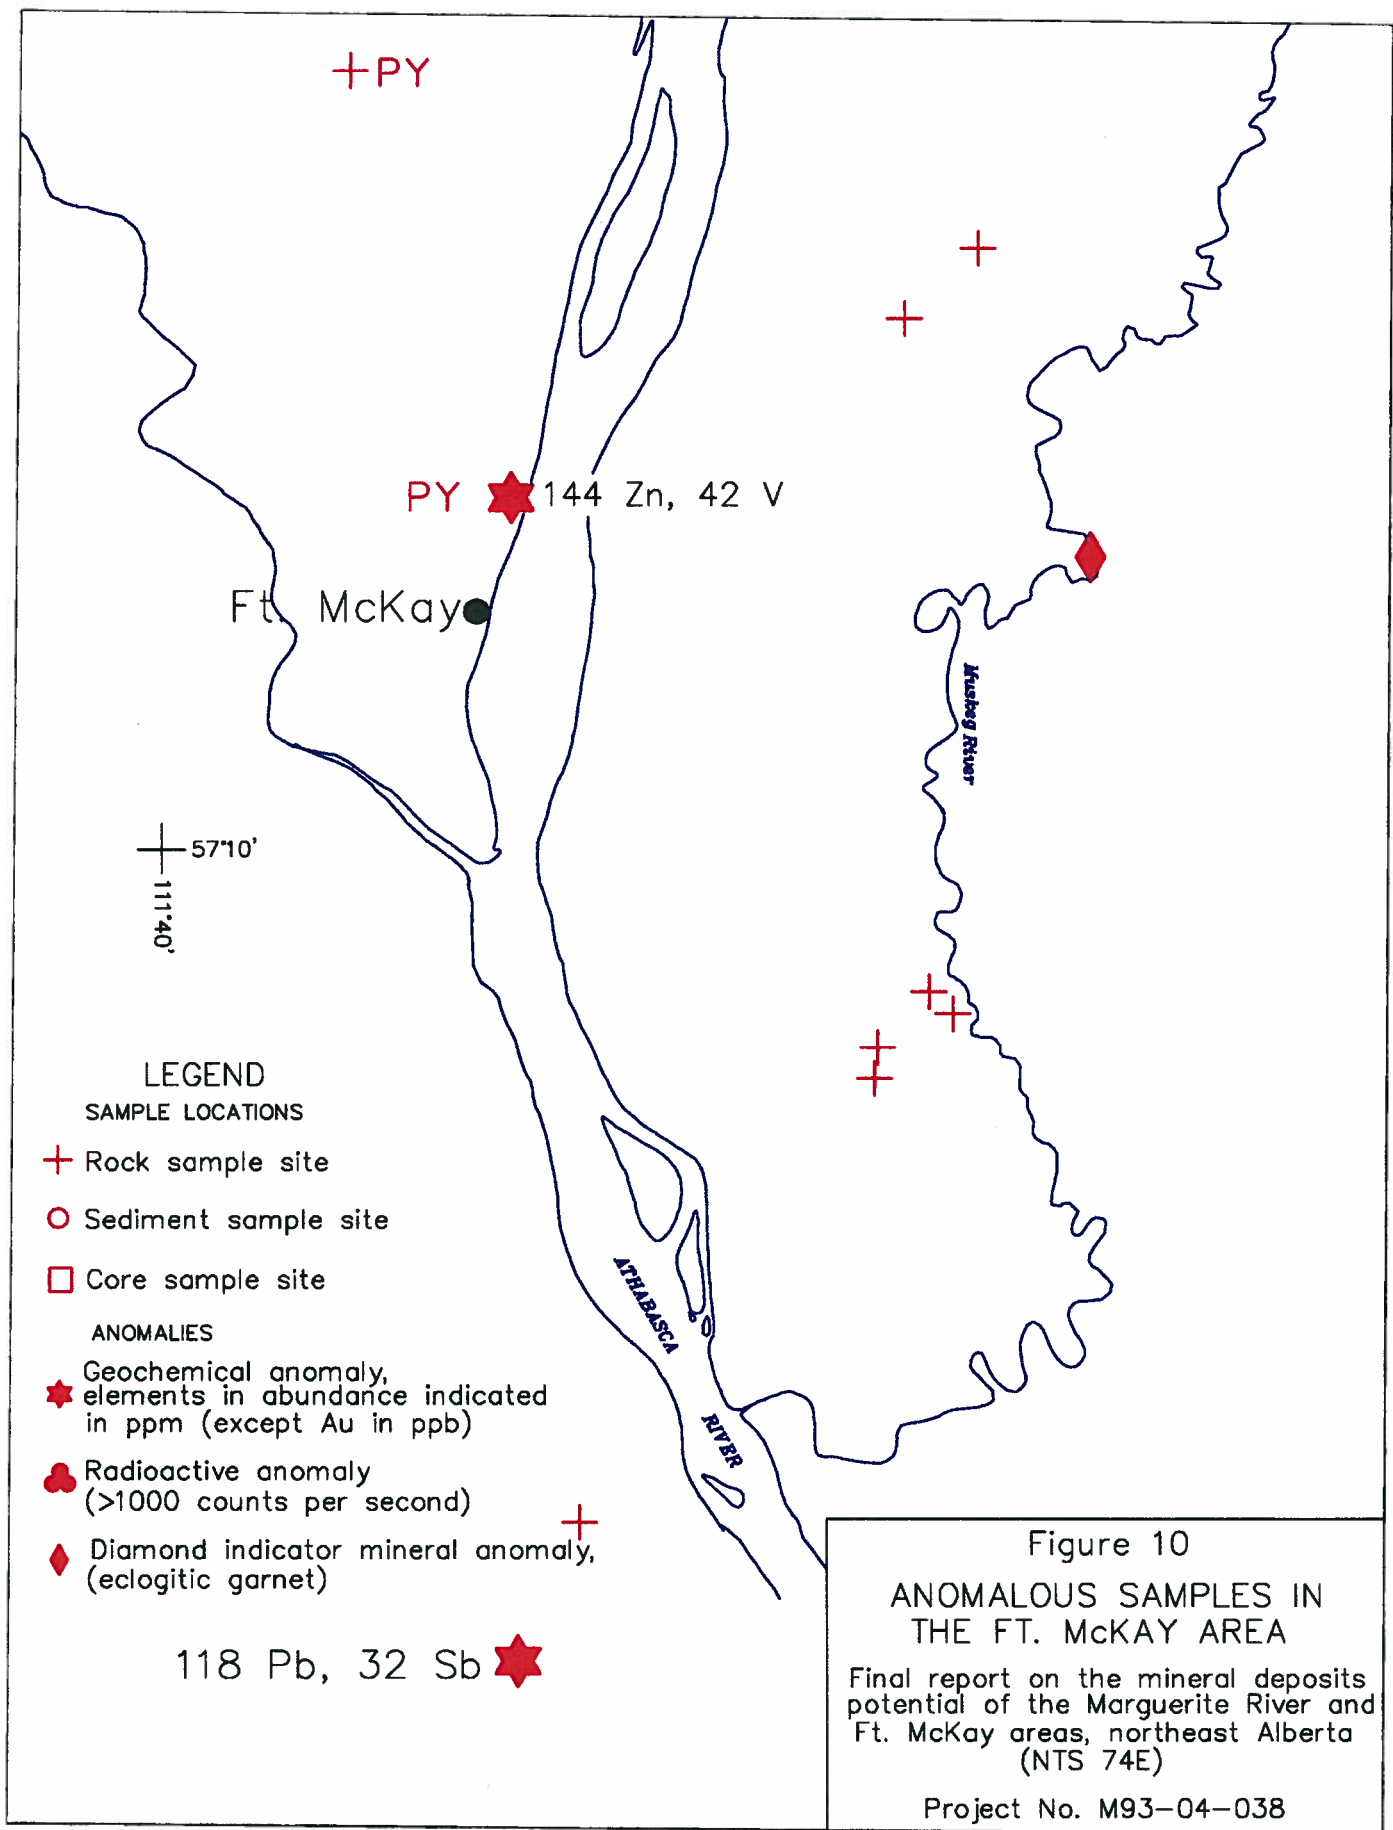 PY
PY
144 Zn, 42 V
Ft. McKay
Muskeg River
57°10'
111°40'
LEGEND
SAMPLE LOCATIONS
Rock sample site
Sediment sample site
Core sample site
ANOMALIES
Geochemical anomaly,
elements in abundance indicated
in ppm (except Au in ppb)
Radioactive anomaly
(>1000 counts per second)
Diamond indicator mineral anomaly,
(eclogitic garnet)
ATHABASCA
RIVER
118 Pb, 32 Sb
Figure 10
ANOMALOUS SAMPLES IN
THE FT. McKAY AREA
Final report on the mineral deposits
potential of the Marguerite River and
Ft. McKay areas, northeast Alberta
(NTS 74E)
Project No. M93-04-038